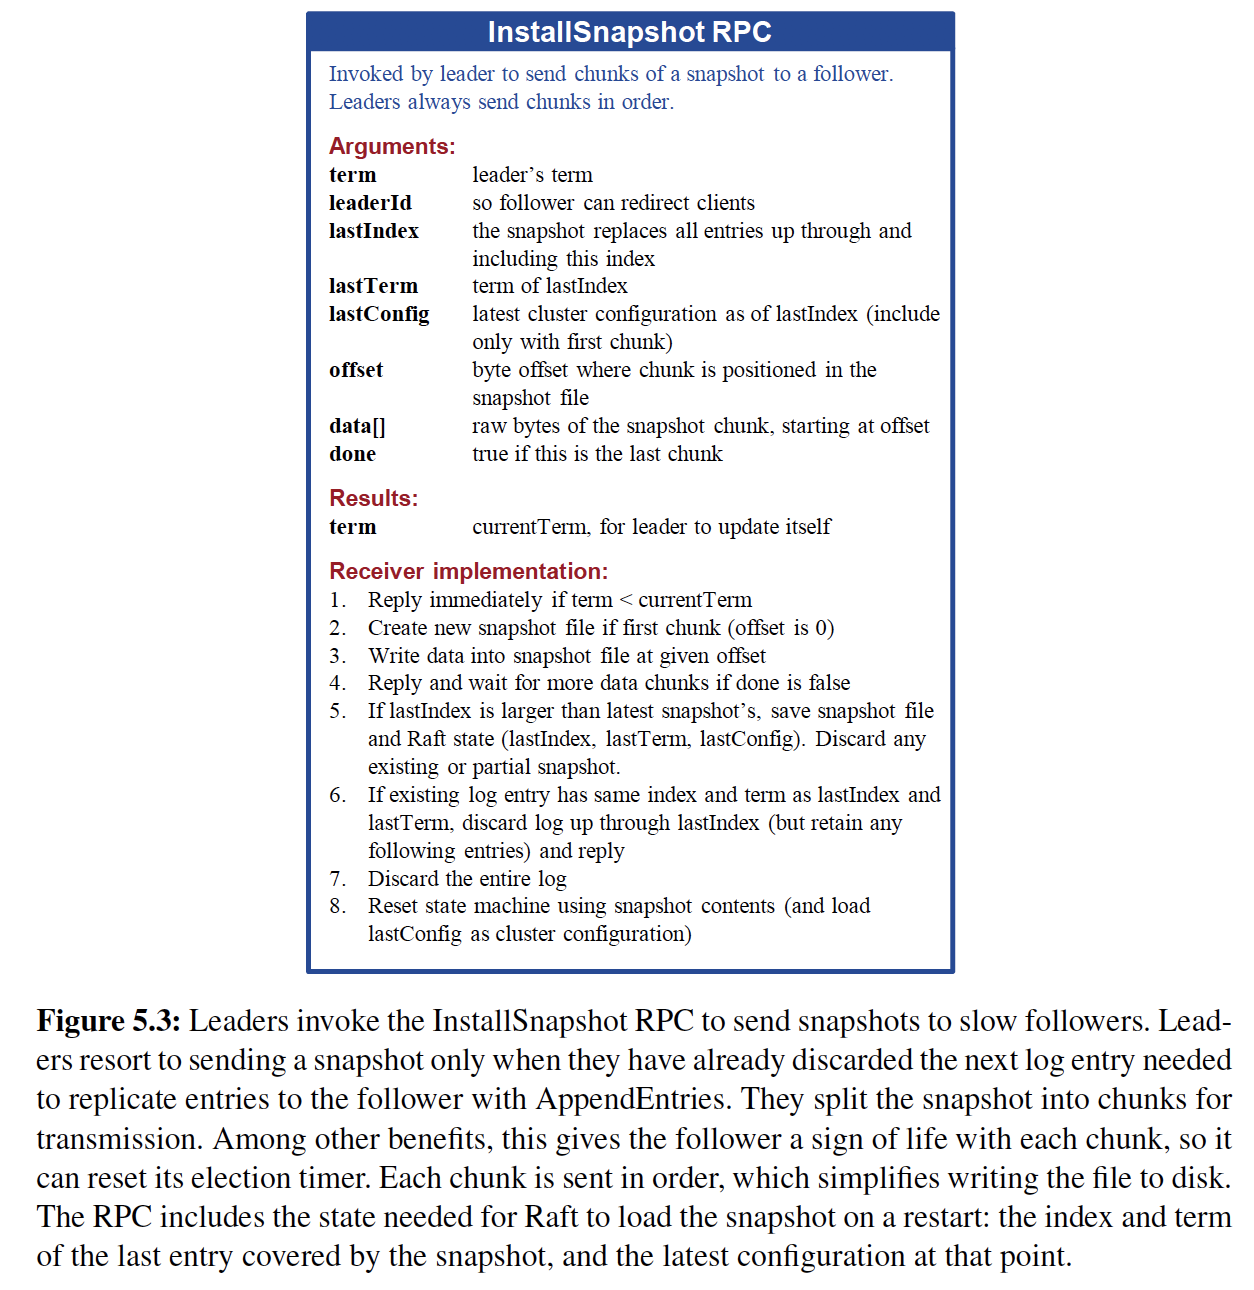 InstallSnapshot RPC
Invoked by leader to send chunks of a snapshot to a follower.
Leaders always send chunks in order.
Arguments:
term leader’s term
leaderId so follower can redirect clients
lastIndex the snapshot replaces all entries up through and
including this index
lastTerm term of lastIndex
lastConfig latest cluster configuration as of lastIndex (include
only with first chunk)
offset byte offset where chunk is positioned in the
snapshot file
data[] raw bytes of the snapshot chunk, starting at offset
done true if this is the last chunk
Results:
term currentTerm, for leader to update itself
Receiver implementation:
1. Reply immediately if term < currentTerm
2. Create new snapshot file if first chunk (offset is 0)
3. Write data into snapshot file at given offset
4. Reply and wait for more data chunks if done is false
5. If lastIndex is larger than latest snapshot’s, save snapshot file
and Raft state (lastIndex, lastTerm, lastConfig). Discard any
existing or partial snapshot.
6. If existing log entry has same index and term as lastIndex and
lastTerm, discard log up through lastIndex (but retain any
following entries) and reply
7. Discard the entire log
8. Reset state machine using snapshot contents (and load
lastConfig as cluster configuration)
Figure 5.3: Leaders invoke the InstallSnapshot RPC to send snapshots to slow followers. Lead-
ers resort to sending a snapshot only when they have already discarded the next log entry needed
to replicate entries to the follower with AppendEntries. They split the snapshot into chunks for
transmission. Among other benefits, this gives the follower a sign of life with each chunk, so it
can reset its election timer. Each chunk is sent in order, which simplifies writing the file to disk.
The RPC includes the state needed for Raft to load the snapshot on a restart: the index and term
of the last entry covered by the snapshot, and the latest configuration at that point.